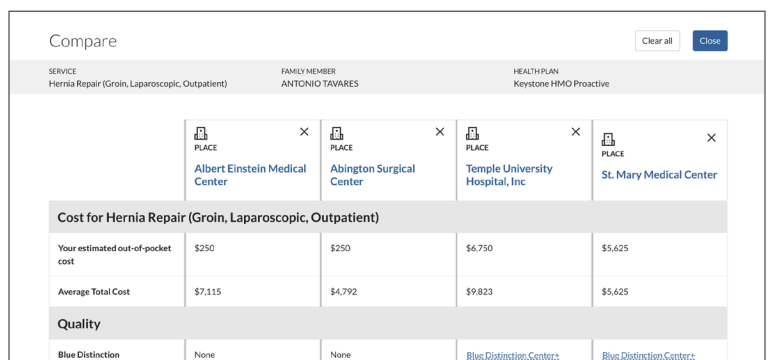 Compare
Clear all
Close
SERVICE
Hernia Repair (Groin, Laparoscopic, Outpatient)
FAMILY MEMBER
ANTONIO TAVARES
HEALTH PLAN
Keystone HMO Proactive
PLACE
Albert Einstein Medical
Center
PLACE
Abington Surgical
Center
PLACE
Temple University
Hospital, Inc
PLACE
St. Mary Medical Center
Cost for Hernia Repair (Groin, Laparoscopic, Outpatient)
Your estimated out-of-pocket
cost
$250
$250
$6,750
$5,625
Average Total Cost
$7,115
$4,792
$9,823
$5,625
Quality
Blue Distinction
None
None
Blue Distinction Center+
Blue Distinction Center+